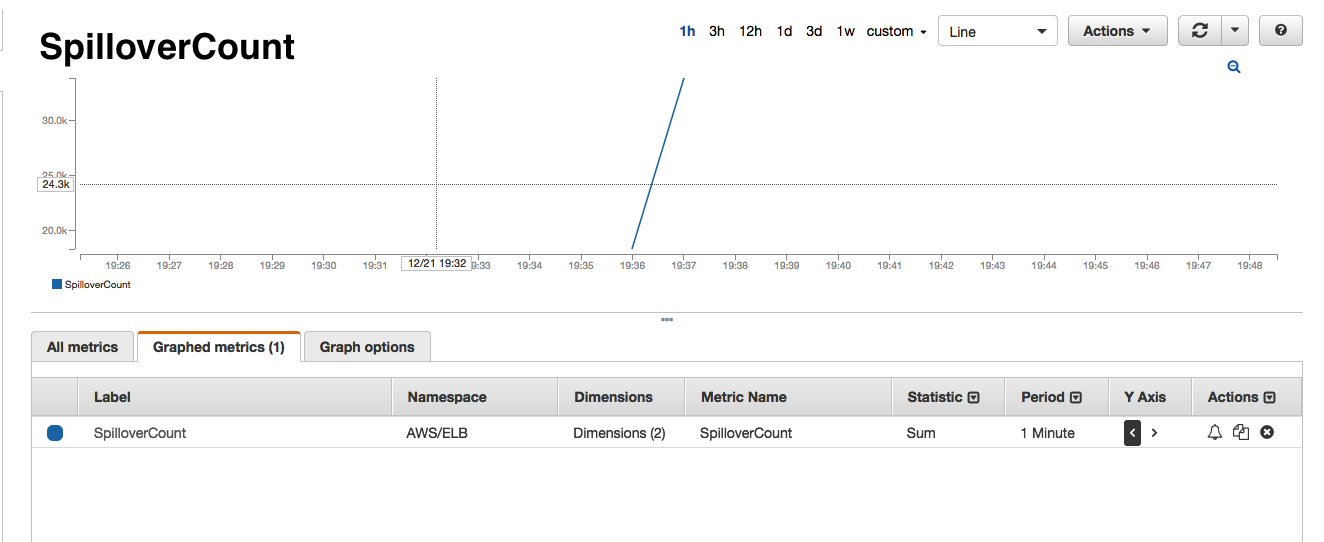 SpilloverCount
1h 3h 12h 1d 3d 1w custom Line Actions
30.0k
25.0k
24.3k
20.0k
19:26 19:27 19:28 19:29 19:30 19:31 12/21 19:32 9:33 19:34 19:35 19:36 19:37 19:38 19:39 19:40 19:41 19:42 19:43 19:44 19:45 19:46 19:47 19:48
SpilloverCount
All metrics Graphed metrics (1) Graph options
Label Namespace Dimensions Metric Name Statistic Period Y Axis Actions
SpilloverCount AWS/ELB Dimensions (2) SpilloverCount Sum 1 Minute < >